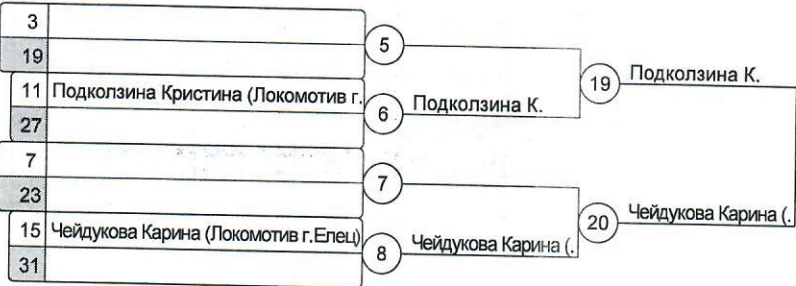 3
19
5
11 Подколзина Кристина (Локомотив г.
27
6 Подколзина К.
19 Подколзина К.
7
23
7
15 Чейдукова Карина (Локомотив г.Елец)
31
8 Чейдукова Карина (.
20 Чейдукова Карина (.